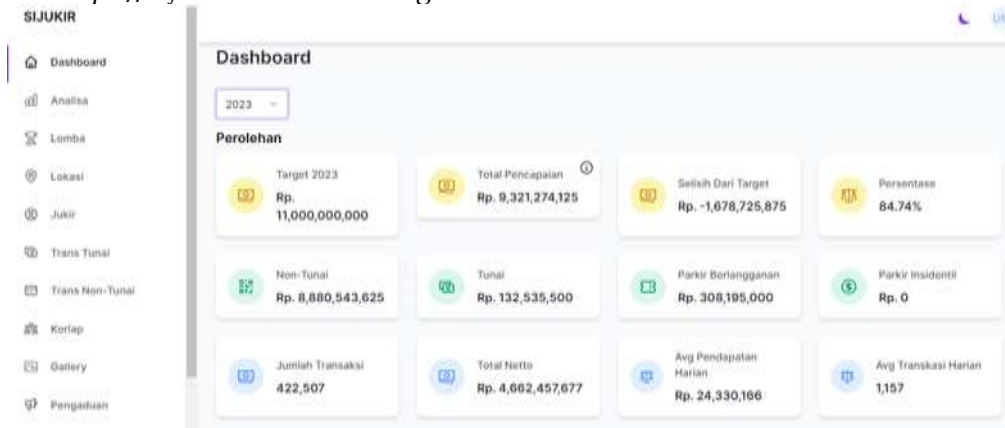 SIJUKIR
Dashboard
Analisa
Lomba
Lokasi
Jukir
Trans Tunai
Trans Non-Tunai
Korlap
Gallery
Pengaduan
Dashboard
2023
Perolehan
Target 2023
Rp.
11,000,000,000
Total Pencapaian
Rp. 9,321,274,125
Selisih Dari Target
Rp. -1,678,725,875
Persentase
84.74%
Non-Tunai
Rp. 8,880,543,625
Tunai
Rp. 132,535,500
Parkir Berlangganan
Rp. 308,195,000
Parkir Insidentil
Rp. 0
Jumlah Transaksi
422,507
Total Netto
Rp. 4,662,457,677
Avg Pendapatan
Harian
Rp. 24,330,166
Avg Transkasi Harian
1,157